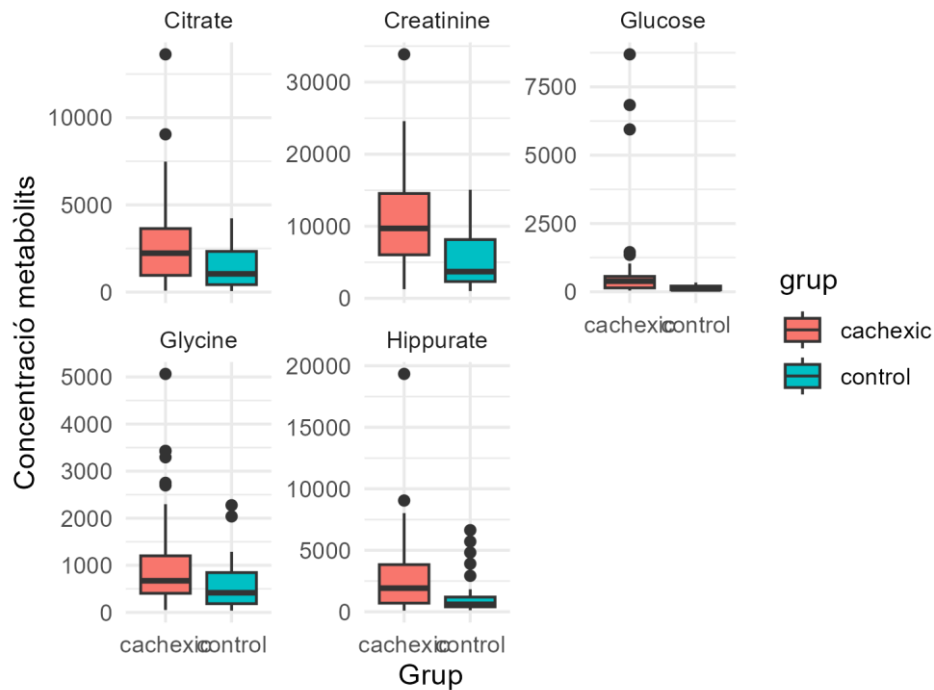 Citrate
Creatinine
Glucose
10000
5000
0
30000
20000
10000
0
7500
5000
2500
0
cachexic
control
Glycine
Hippurate
5000
4000
3000
2000
1000
0
20000
15000
10000
5000
0
cachexic
control
cachexic
control
Concentració metabòlits
Grup
grup
cachexic
control